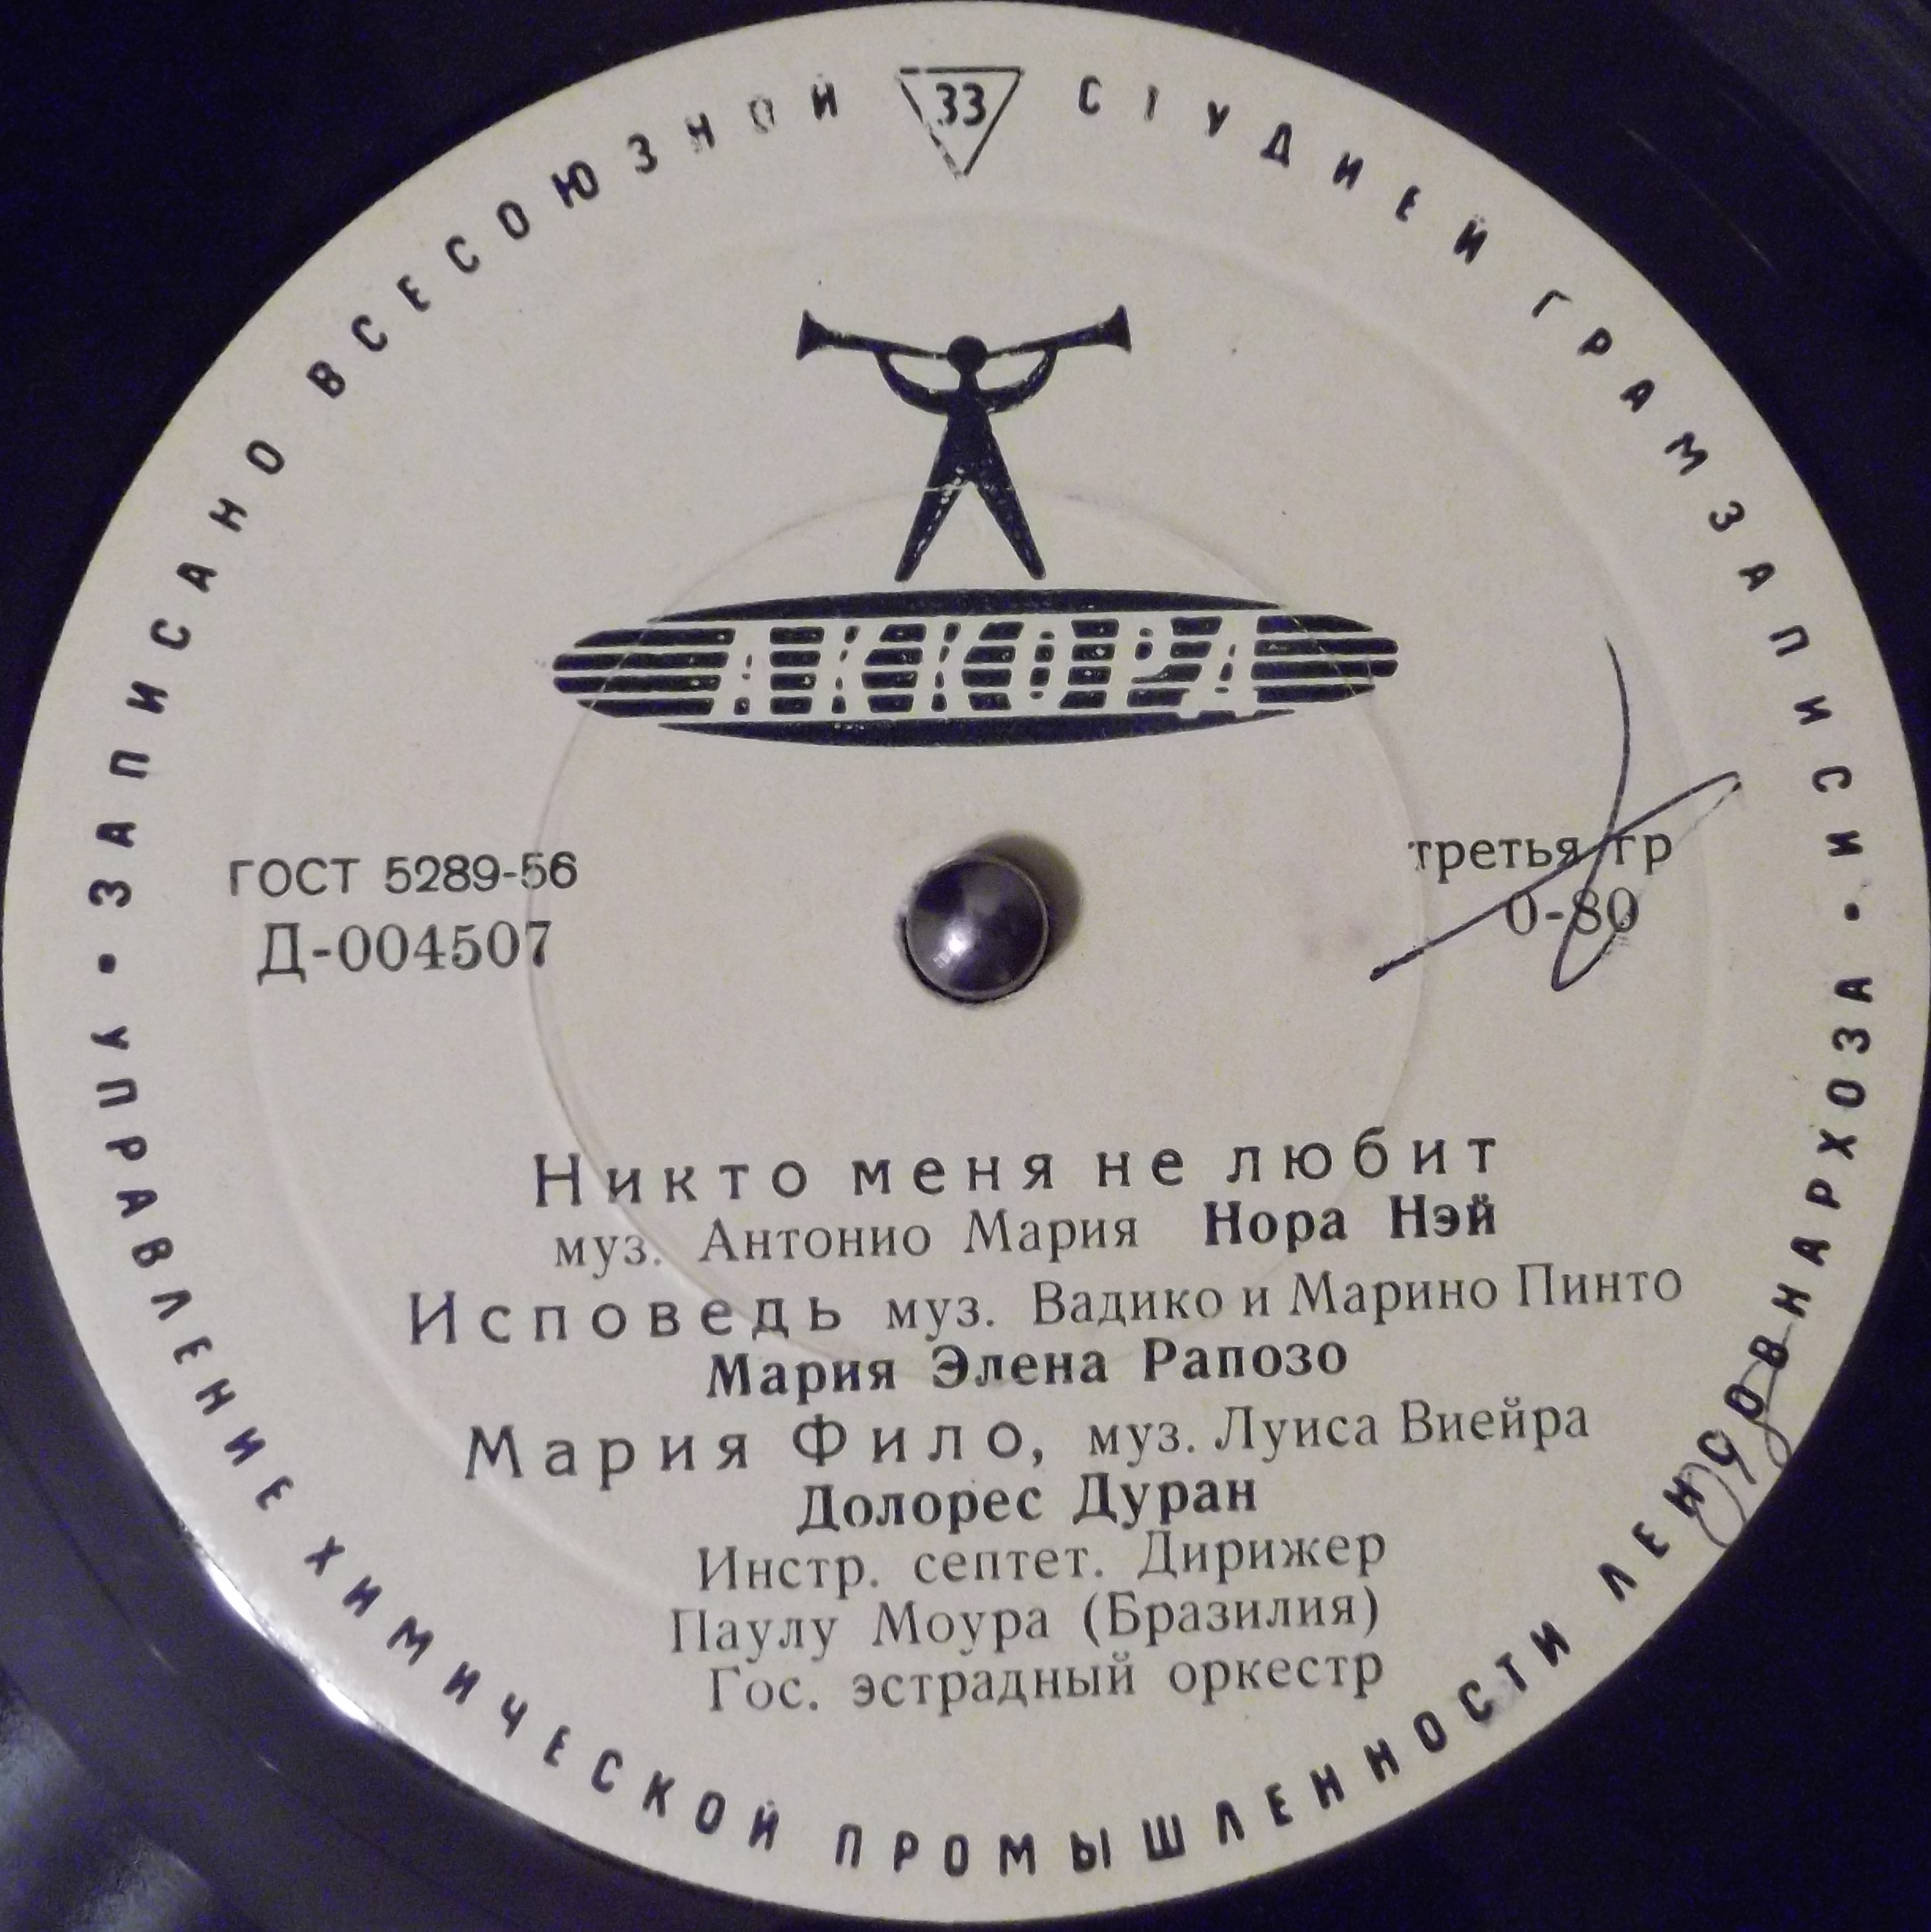 ЗАПИСАНО ВСЕСОЮЗНОЙ 33 СТУДИЕЙ ГРАМЗАПИСИ
АККОРД
ГОСТ 5289-56
Д-004507
третья гр
0-80
Никто меня не любит
муз. Антонио Мария Нора Нэй
Исповедь муз. Вадико и Марино Пинто
Мария Элена Рапозо
Мария Фило, муз. Луиса Виейра
Долорес Дуран
Инстр. септет. Дирижер
Паулу Моура (Бразилия)
Гос. эстрадный оркестр
УПРАВЛЕНИЕ ХИМИЧЕСКОЙ ПРОМЫШЛЕННОСТИ ЛЕНСОВНАРХОЗА